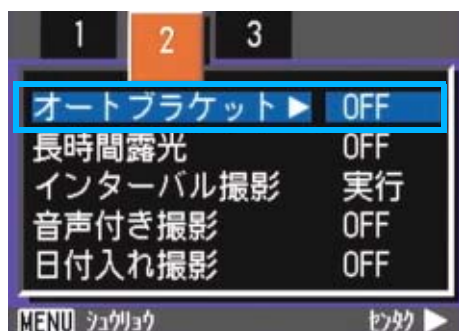 1 2 3
オートブラケット▶ OFF
長時間露光 OFF
インターバル撮影 実行
音声付き撮影 OFF
日付入れ撮影 OFF
MENU ｼｭｳﾘｮｳ ｾﾝﾀｸ ▶